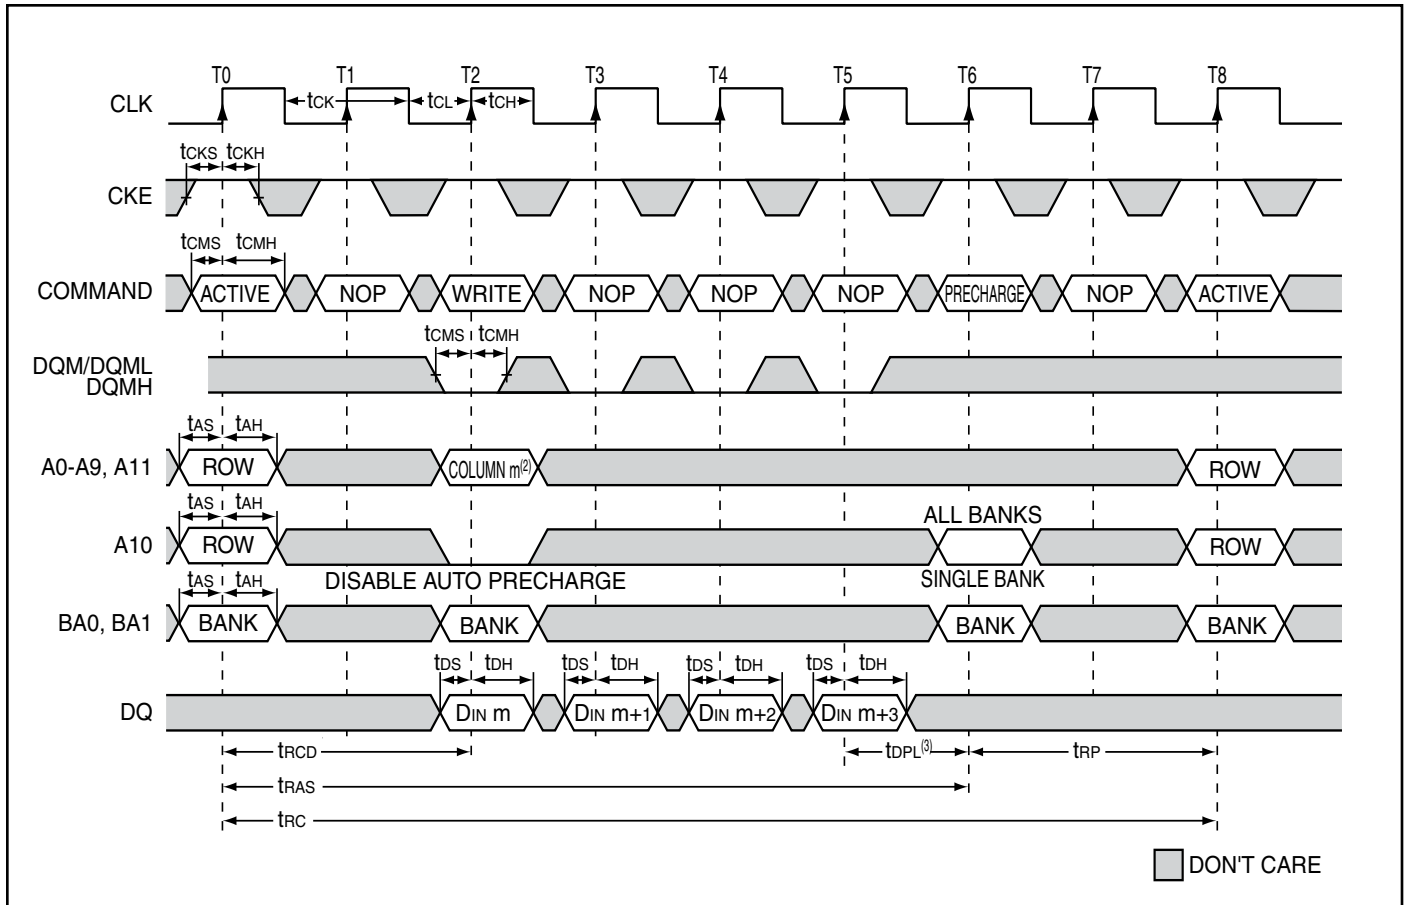 T0 T1 T2 T3 T4 T5 T6 T7 T8
CLK tCK tCL tCH
tCKS tCKH
CKE
tCMS tCMH
COMMAND ACTIVE NOP WRITE NOP NOP NOP PRECHARGE NOP ACTIVE
tCMS tCMH
DQM/DQML
DQMH
tAS tAH
A0-A9, A11 ROW COLUMN m(2) ROW
tAS tAH
ALL BANKS
A10 ROW ROW
DISABLE AUTO PRECHARGE SINGLE BANK
tAS tAH
BA0, BA1 BANK BANK BANK BANK
tDS tDH tDS tDH tDS tDH tDS tDH
DQ DIN m DIN m+1 DIN m+2 DIN m+3
tRCD tDPL(3) tRP
tRAS
tRC
DON'T CARE